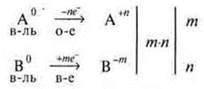 A⁰ —−ne⁻→ A⁺ⁿ | m·n | m
в-ль о-е
B⁰ —+me⁻→ B⁻ᵐ | n
в-ль в-е